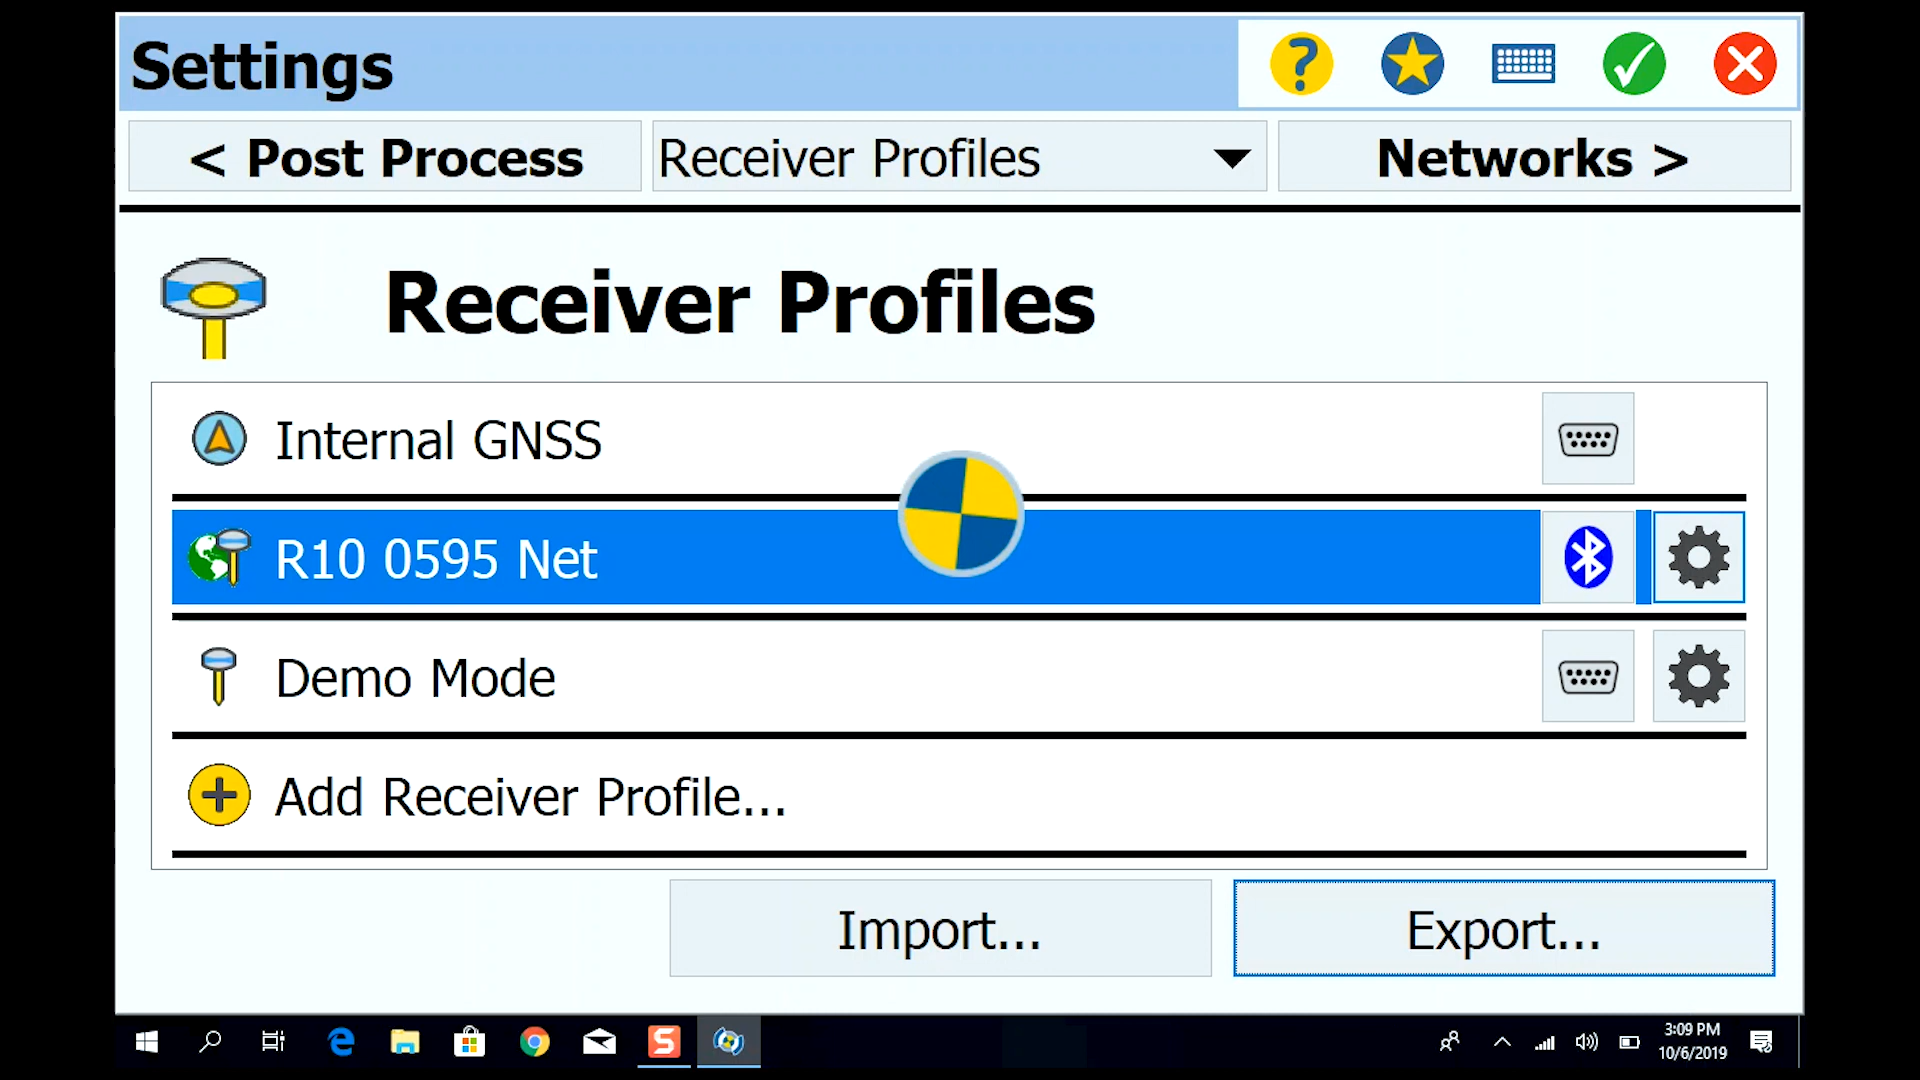 Settings
?
< Post Process
Receiver Profiles
Networks >
Receiver Profiles
Internal GNSS
R10 0595 Net
Demo Mode
Add Receiver Profile...
Import...
Export...
S
3:09 PM
10/6/2019